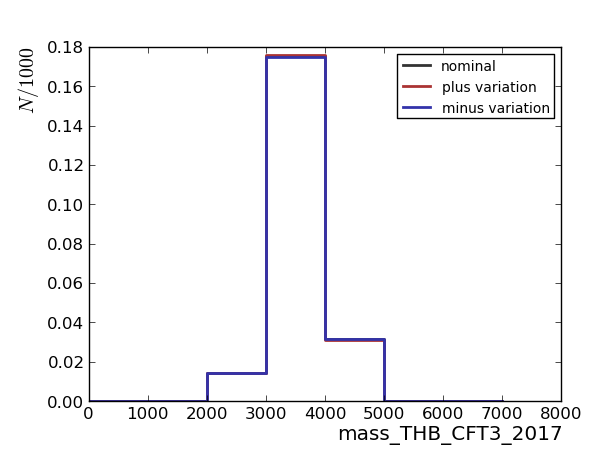 N/1000
0.18
0.16
0.14
0.12
0.10
0.08
0.06
0.04
0.02
0.00
nominal
plus variation
minus variation
0 1000 2000 3000 4000 5000 6000 7000 8000
mass_THB_CFT3_2017